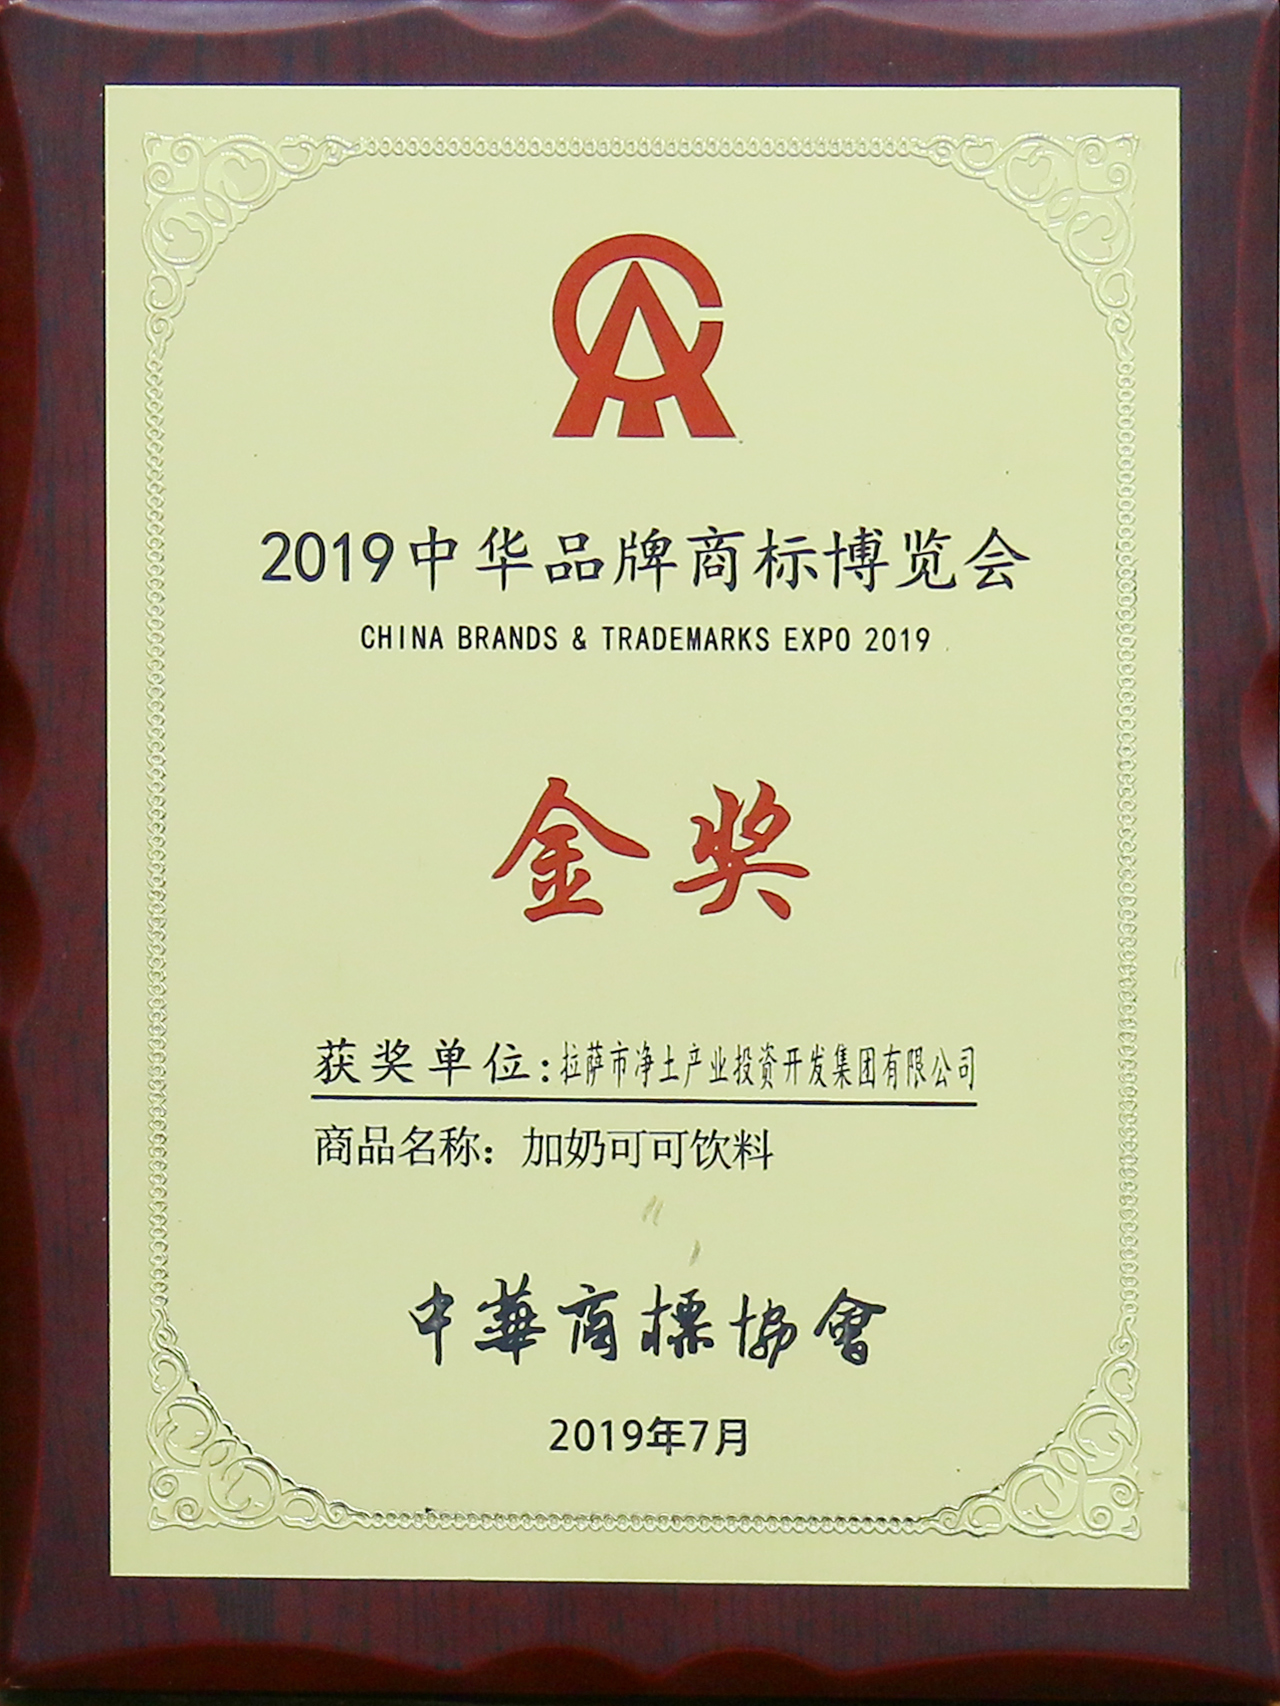 2019中华品牌商标博览会
CHINA BRANDS & TRADEMARKS EXPO 2019
金奖
获奖单位:拉萨市净土产业投资开发集团有限公司
商品名称：加奶可可饮料
中華商標協會
2019年7月